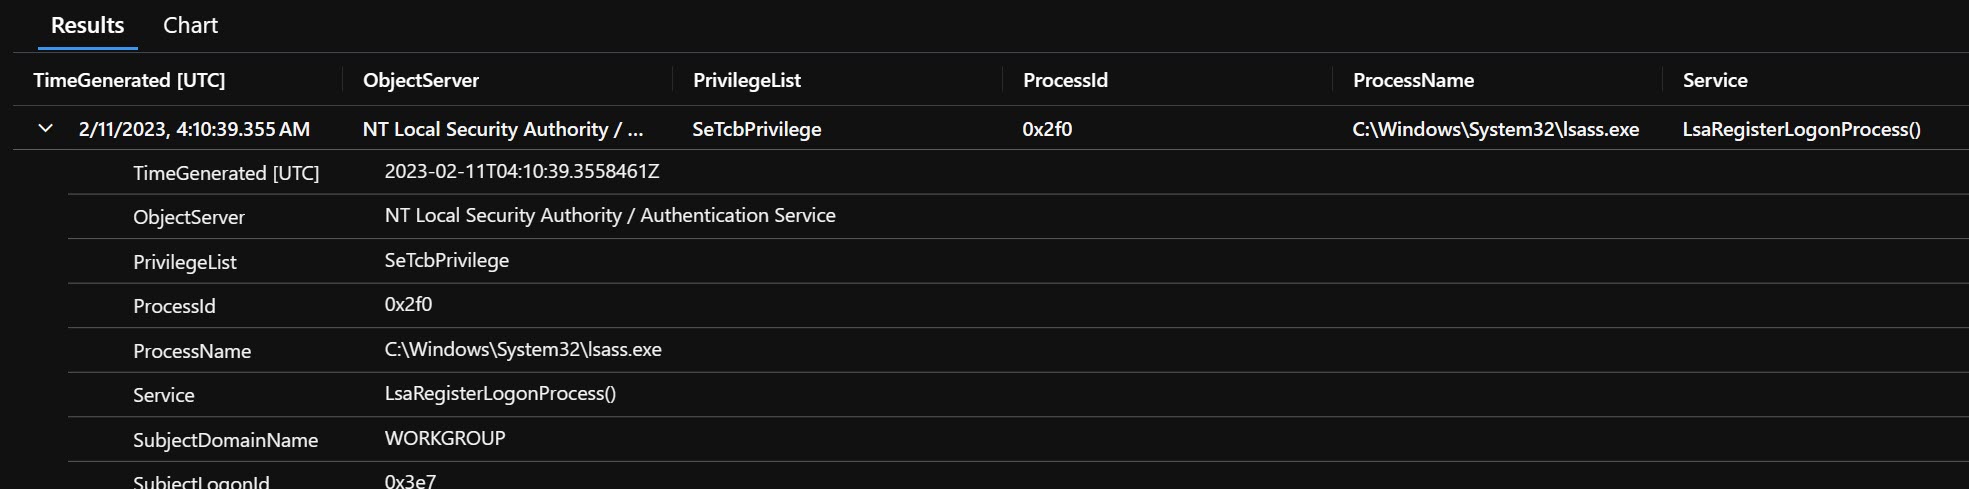 Results Chart
TimeGenerated [UTC] ObjectServer PrivilegeList ProcessId ProcessName Service
2/11/2023, 4:10:39.355 AM NT Local Security Authority / ... SeTcbPrivilege 0x2f0 C:\Windows\System32\lsass.exe LsaRegisterLogonProcess()
TimeGenerated [UTC] 2023-02-11T04:10:39.3558461Z
ObjectServer NT Local Security Authority / Authentication Service
PrivilegeList SeTcbPrivilege
ProcessId 0x2f0
ProcessName C:\Windows\System32\lsass.exe
Service LsaRegisterLogonProcess()
SubjectDomainName WORKGROUP
SubjectLogonId 0x3e7